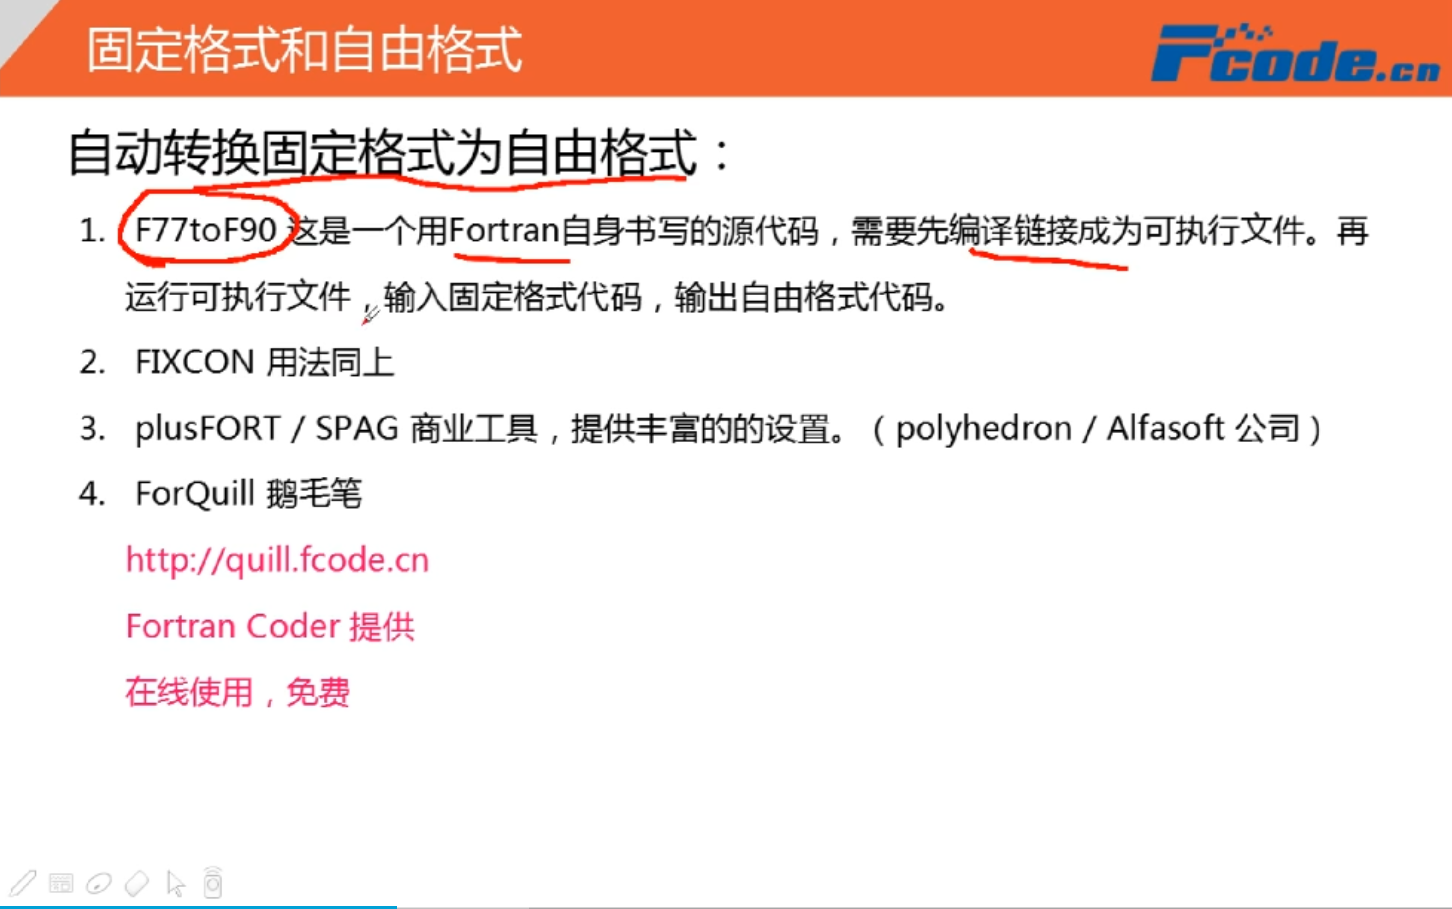 固定格式和自由格式
Fcode.cn
自动转换固定格式为自由格式：
1. F77toF90 这是一个用Fortran自身书写的源代码，需要先编译链接成为可执行文件。再
运行可执行文件，输入固定格式代码，输出自由格式代码。
2. FIXCON 用法同上
3. plusFORT / SPAG 商业工具，提供丰富的的设置。（polyhedron / Alfasoft 公司）
4. ForQuill 鹅毛笔
http://quill.fcode.cn
Fortran Coder 提供
在线使用，免费